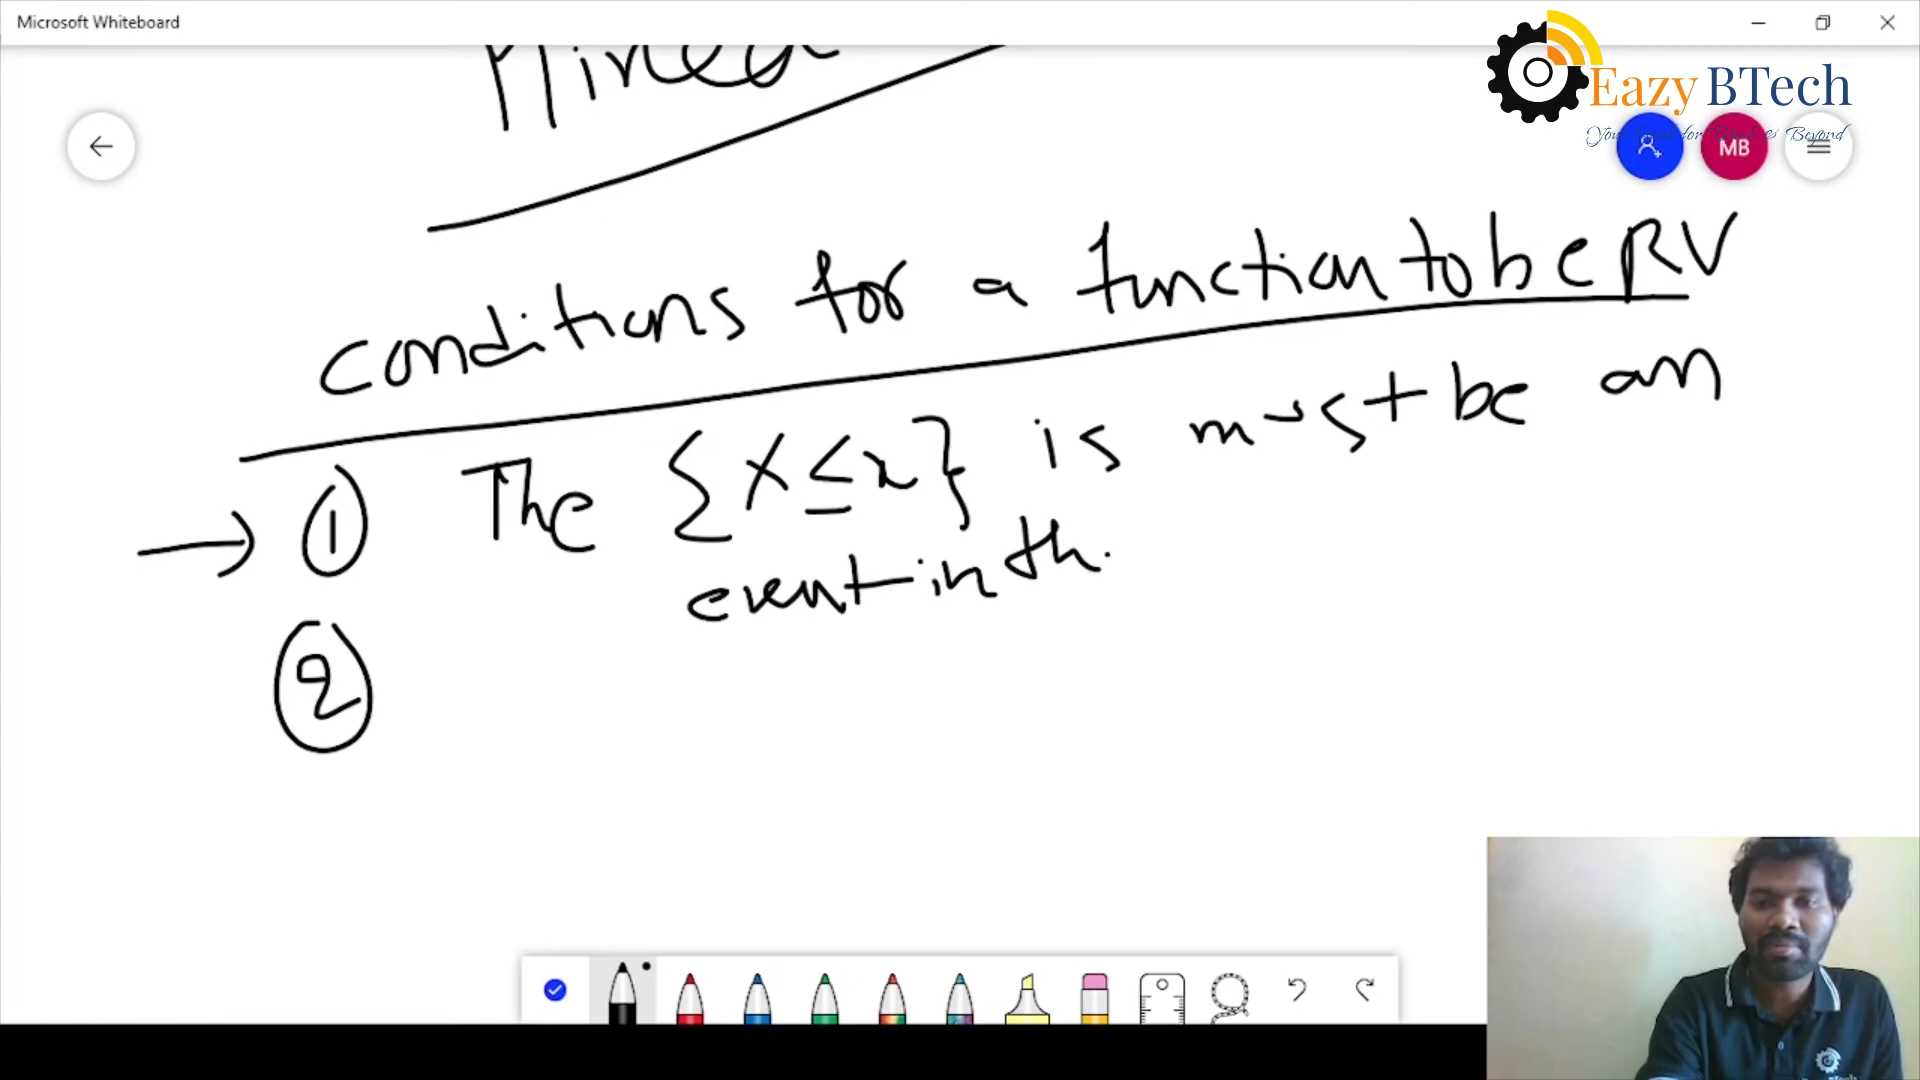 Microsoft Whiteboard
Eazy BTech
MB
conditions for a function to be RV
→ ① The {X ≤ x} is must be an
event in th.
②